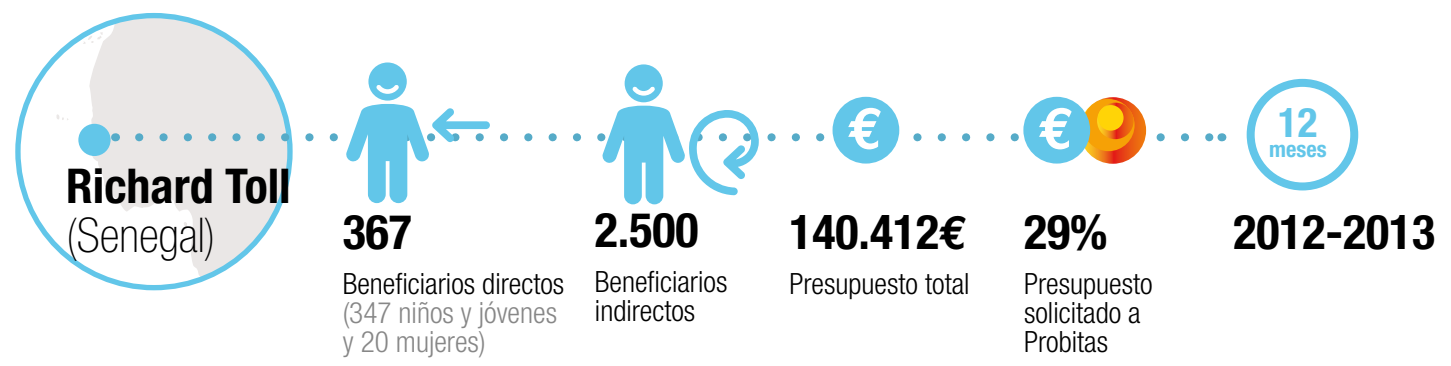 Richard Toll
(Senegal)
367
Beneficiarios directos
(347 niños y jóvenes
y 20 mujeres)
2.500
Beneficiarios
indirectos
€
140.412€
Presupuesto total
€
29%
Presupuesto
solicitado a
Probitas
12
meses
2012-2013